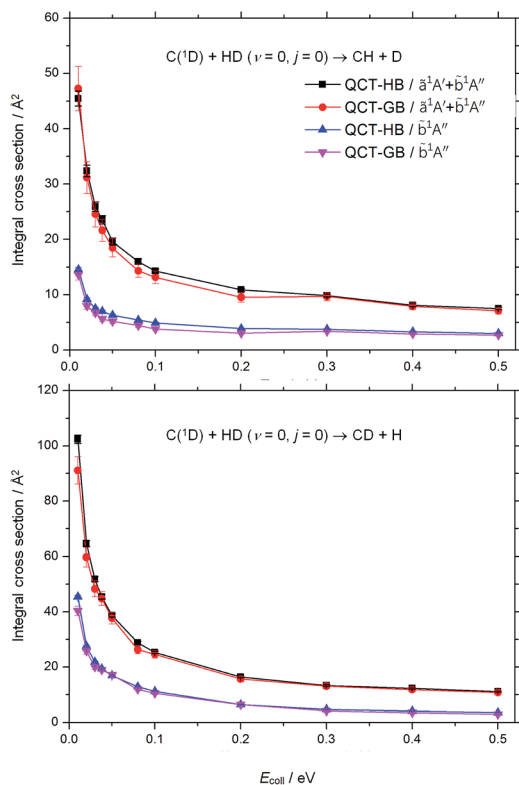 60
50
40
30
20
10
0
Integral cross section / Å²
C(¹D) + HD (ν = 0, j = 0) → CH + D
QCT-HB / ã¹A′+b̃¹A″
QCT-GB / ã¹A′+b̃¹A″
QCT-HB / b̃¹A″
QCT-GB / b̃¹A″
0.0 0.1 0.2 0.3 0.4 0.5
120
100
80
60
40
20
0
Integral cross section / Å²
C(¹D) + HD (ν = 0, j = 0) → CD + H
0.0 0.1 0.2 0.3 0.4 0.5
Ecoll / eV